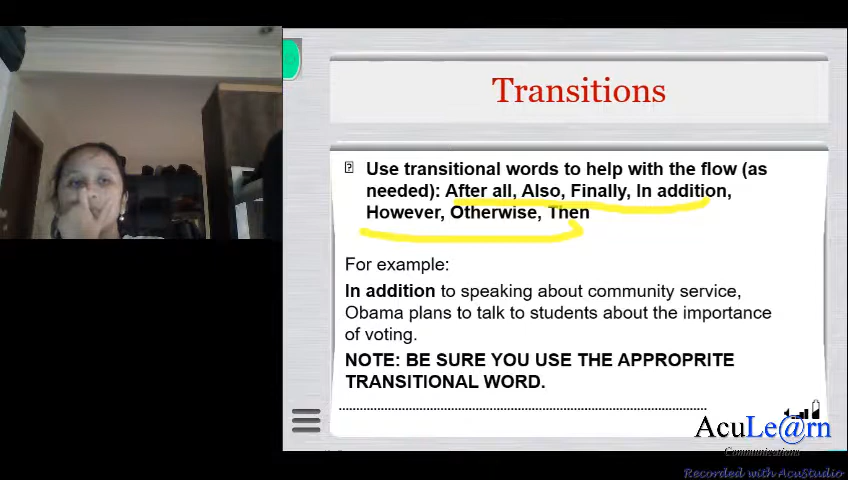 Transitions
Use transitional words to help with the flow (as
needed): After all, Also, Finally, In addition,
However, Otherwise, Then
For example:
In addition to speaking about community service,
Obama plans to talk to students about the importance
of voting.
NOTE: BE SURE YOU USE THE APPROPRITE
TRANSITIONAL WORD.
AcuLe@rn
Communications
Recorded with AcuStudio